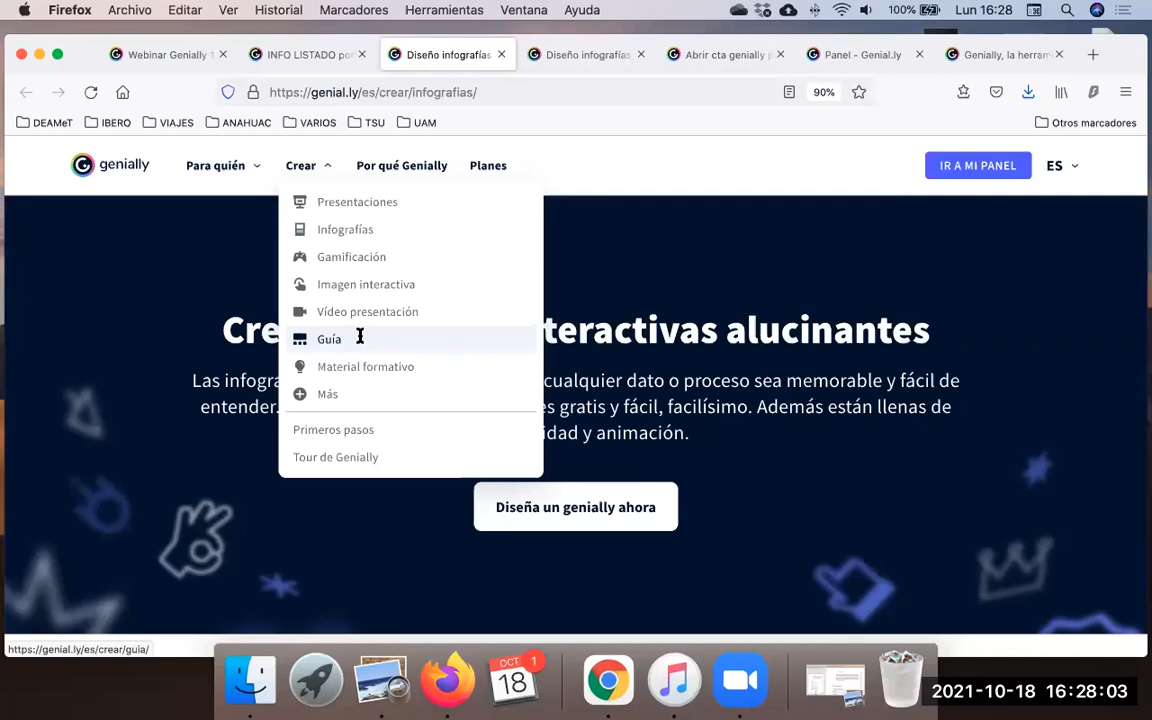 Firefox Archivo Editar Ver Historial Marcadores Herramientas Ventana Ayuda 100% Lun 16:28
Webinar Genially 1 INFO LISTADO po Diseño infografías Diseño infografías Abrir cta genially Panel - Genial.ly Genially, la herrami
https://genial.ly/es/crear/infografias/ 90%
DEAMeT IBERO VIAJES ANAHUAC VARIOS TSU UAM Otros marcadores
genially Para quién Crear Por qué Genially Planes IR A MI PANEL ES
Presentaciones
Infografías
Gamificación
Imagen interactiva
Vídeo presentación
Guía
Material formativo
Más
Primeros pasos
Tour de Genially
Cre teractivas alucinantes
Las infogra cualquier dato o proceso sea memorable y fácil de
entender. es gratis y fácil, facilísimo. Además están llenas de
idad y animación.
Diseña un genially ahora
https://genial.ly/es/crear/guia/
OCT 1
18
2021-10-18 16:28:03